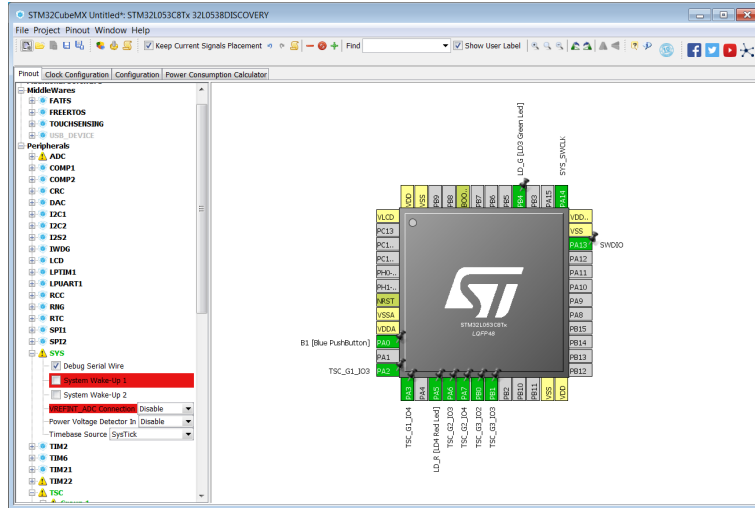 STM32CubeMX Untitled*: STM32L053C8Tx 32L0538DISCOVERY
File Project Pinout Window Help
Keep Current Signals Placement
Find
Show User Label
Pinout
Clock Configuration
Configuration
Power Consumption Calculator
MiddleWares
FATFS
FREERTOS
TOUCHSENSING
USB_DEVICE
Peripherals
ADC
COMP1
COMP2
CRC
DAC
I2C1
I2C2
I2S2
IWDG
LCD
LPTIM1
LPUART1
RCC
RNG
RTC
SPI1
SPI2
SYS
Debug Serial Wire
System Wake-Up 1
System Wake-Up 2
VREFINT_ADC Connection Disable
Power Voltage Detector In Disable
Timebase Source SysTick
TIM2
TIM6
TIM21
TIM22
TSC
LD_G [LD3 Green Led]
SYS_SWCLK
VDD
VSS
PB9
PB8
BOO..
PB7
PB6
PB5
PB4
PB3
PA15
PA14
VLCD
PC13
PC1..
PC1..
PH0-..
PH1-..
NRST
VSSA
VDDA
B1 [Blue PushButton] PA0
PA1
TSC_G1_IO3 PA2
VDD..
VSS
PA13 SWDIO
PA12
PA11
PA10
PA9
PA8
PB15
PB14
PB13
PB12
ST
STM32L053C8Tx
LQFP48
PA3
PA4
PA5
PA6
PA7
PB0
PB1
PB2
PB10
PB11
VSS
VDD
TSC_G1_IO4
LD_R [LD4 Red Led]
TSC_G2_IO3
TSC_G2_IO4
TSC_G3_IO2
TSC_G3_IO3